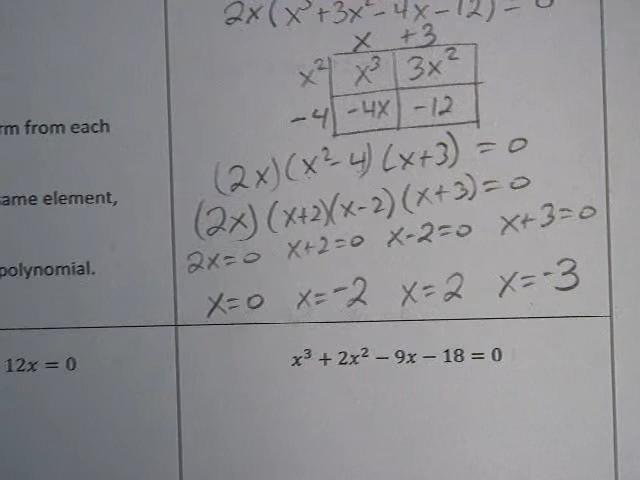 2x(x³+3x²-4x-12) = 0
x +3
x² x³ 3x²
-4 -4x -12
rm from each
(2x)(x²-4)(x+3) = 0
ame element,
(2x)(x+2)(x-2)(x+3)=0
2x=0 x+2=0 x-2=0 x+3=0
polynomial.
x=0 x=-2 x=2 x=-3
12x = 0
x³ + 2x² − 9x − 18 = 0